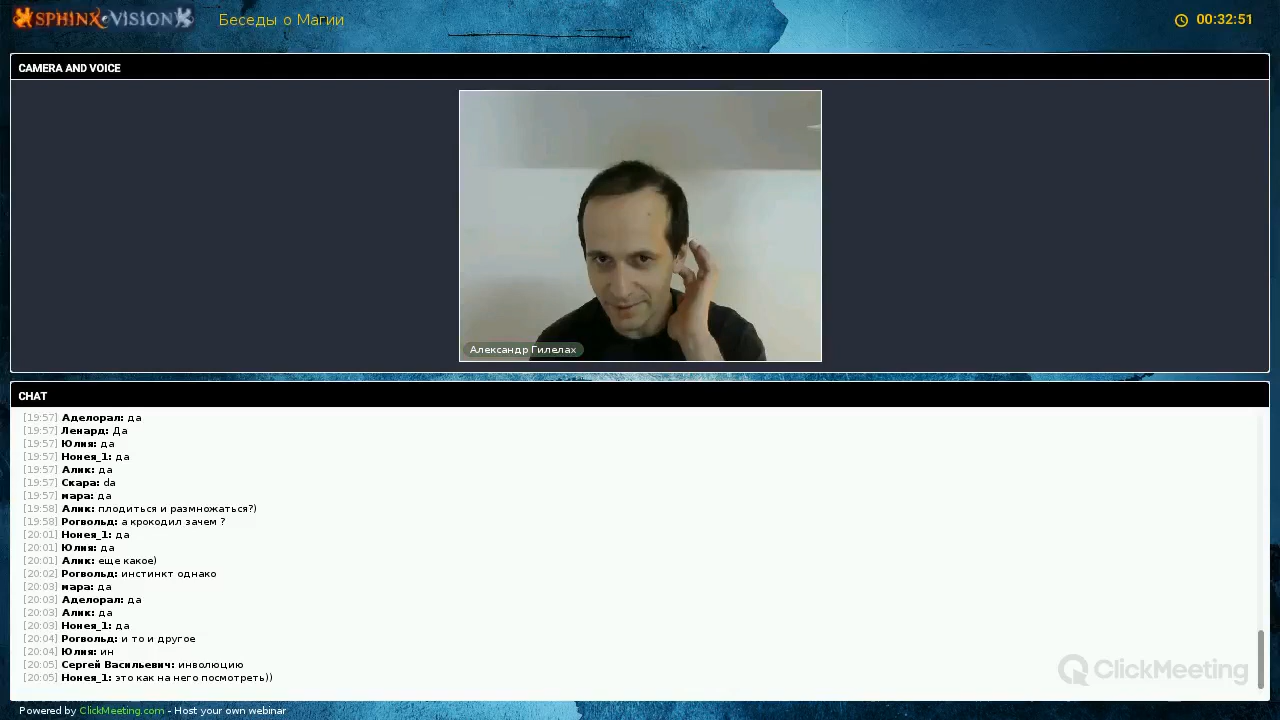 SPHINX VISION
Беседы о Магии
00:32:51
CAMERA AND VOICE
Александр Гилелах
CHAT
[19:57] Аделорал: да
[19:57] Ленард: Да
[19:57] Юлия: да
[19:57] Нонея_1: да
[19:57] Алик: да
[19:57] Скара: da
[19:57] мара: да
[19:58] Алик: плодиться и размножаться?)
[19:58] Рогвольд: а крокодил зачем ?
[20:01] Нонея_1: да
[20:01] Юлия: да
[20:01] Алик: еще какое)
[20:02] Рогвольд: инстинкт однако
[20:03] мара: да
[20:03] Аделорал: да
[20:03] Алик: да
[20:03] Нонея_1: да
[20:04] Рогвольд: и то и другое
[20:04] Юлия: ин
[20:05] Сергей Васильевич: инволюцию
[20:05] Нонея_1: это как на него посмотреть))
ClickMeeting
Powered by ClickMeeting.com - Host your own webinar